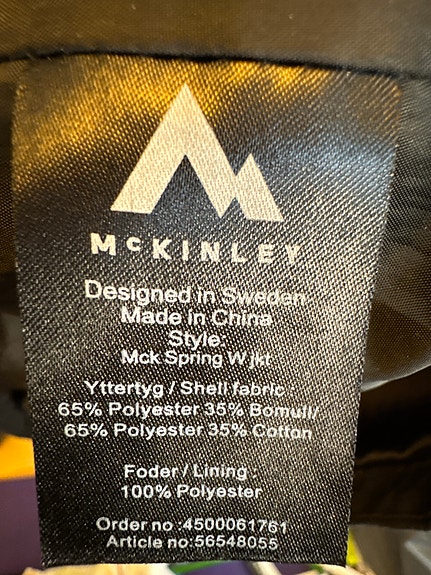 McKINLEY
Designed in Sweden
Made in China
Style:
Mck Spring W jkt
Yttertyg / Shell fabric :
65% Polyester 35% Bomull/
65% Polyester 35% Cotton
Foder / Lining :
100% Polyester
Order no :4500061761
Article no:56548055